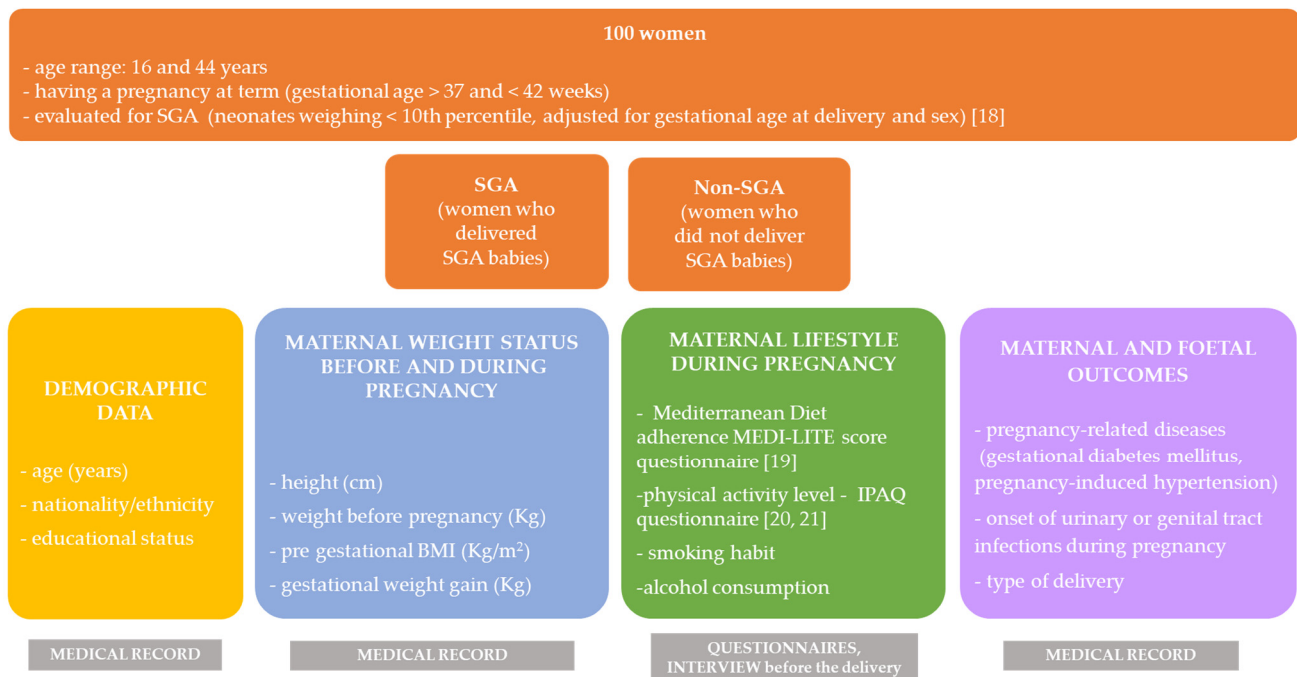 100 women
- age range: 16 and 44 years
- having a pregnancy at term (gestational age > 37 and < 42 weeks)
- evaluated for SGA (neonates weighing < 10th percentile, adjusted for gestational age at delivery and sex) [18]
SGA
(women who
delivered
SGA babies)
Non-SGA
(women who
did not deliver
SGA babies)
DEMOGRAPHIC
DATA
- age (years)
- nationality/ethnicity
- educational status
MEDICAL RECORD
MATERNAL WEIGHT STATUS
BEFORE AND DURING
PREGNANCY
- height (cm)
- weight before pregnancy (Kg)
- pre gestational BMI (Kg/m²)
- gestational weight gain (Kg)
MEDICAL RECORD
MATERNAL LIFESTYLE
DURING PREGNANCY
- Mediterranean Diet
adherence MEDI-LITE score
questionnaire [19]
-physical activity level - IPAQ
questionnaire [20, 21]
- smoking habit
-alcohol consumption
QUESTIONNAIRES,
INTERVIEW before the delivery
MATERNAL AND FOETAL
OUTCOMES
- pregnancy-related diseases
(gestational diabetes mellitus,
pregnancy-induced hypertension)
- onset of urinary or genital tract
infections during pregnancy
- type of delivery
MEDICAL RECORD